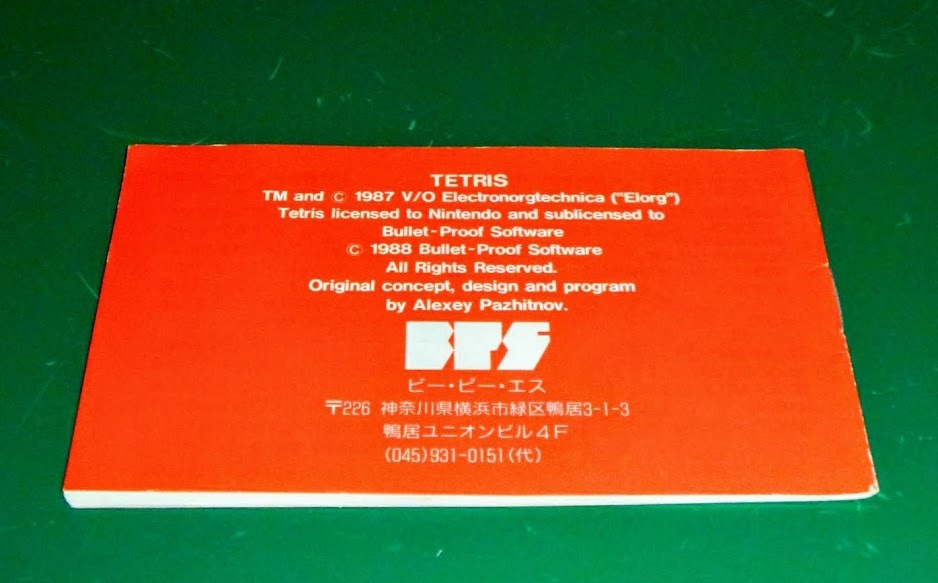 TETRIS
TM and © 1987 V/O Electronorgtechnica ("Elorg")
Tetris licensed to Nintendo and sublicensed to
Bullet-Proof Software
© 1988 Bullet-Proof Software
All Rights Reserved.
Original concept, design and program
by Alexey Pazhitnov.
BPS
ビー・ピー・エス
〒226 神奈川県横浜市緑区鴨居3-1-3
鴨居ユニオンビル4F
(045)931-0151(代)